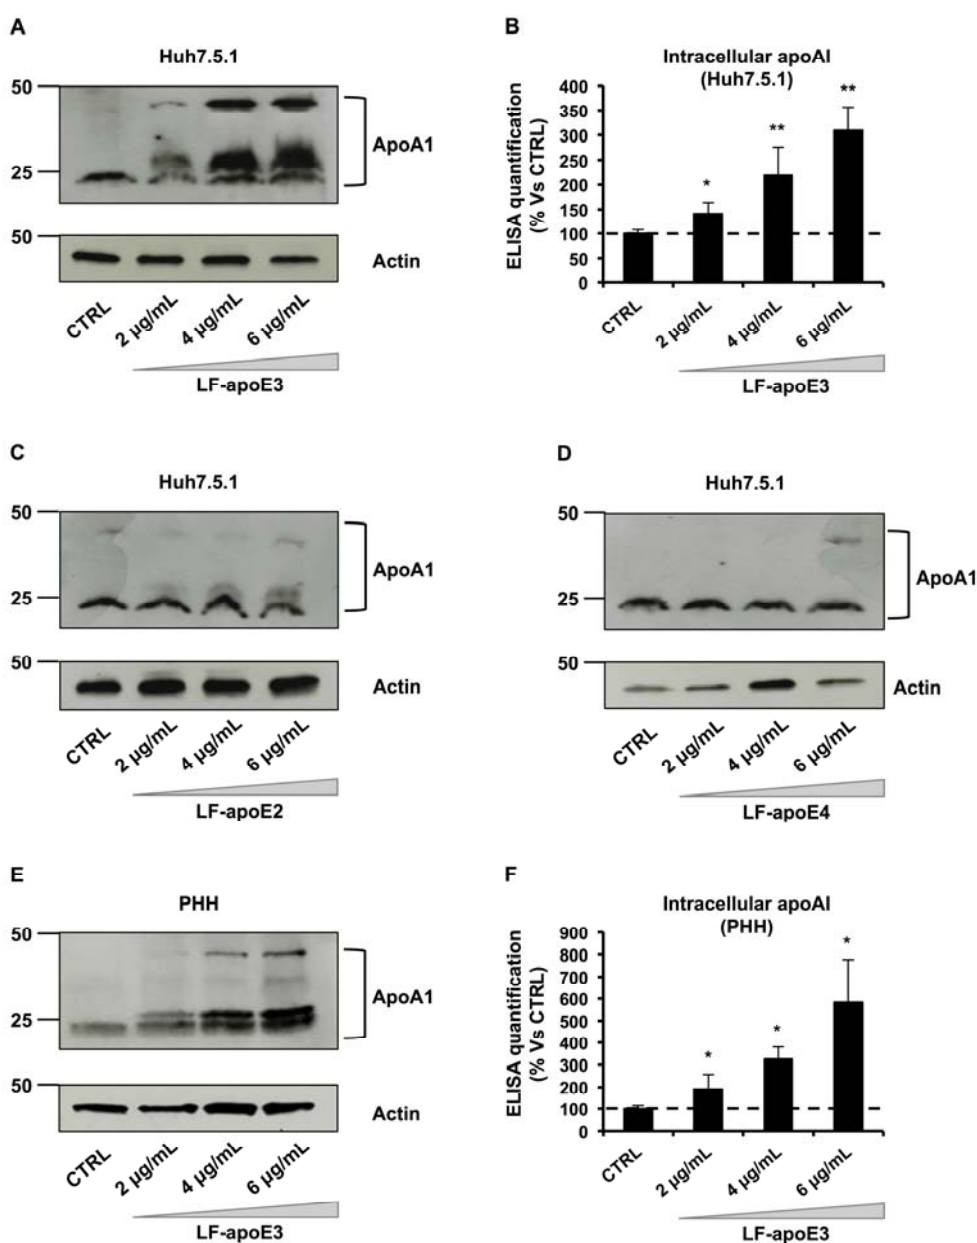 A
Huh7.5.1
50
25
ApoA1
50
Actin
CTRL
2 µg/mL
4 µg/mL
6 µg/mL
LF-apoE3
B
Intracellular apoAI
(Huh7.5.1)
ELISA quantification
(% Vs CTRL)
400
350
300
250
200
150
100
50
0
*
**
**
CTRL
2 µg/mL
4 µg/mL
6 µg/mL
LF-apoE3
C
Huh7.5.1
50
25
ApoA1
50
Actin
CTRL
2 µg/mL
4 µg/mL
6 µg/mL
LF-apoE2
D
Huh7.5.1
50
25
ApoA1
50
Actin
CTRL
2 µg/mL
4 µg/mL
6 µg/mL
LF-apoE4
E
PHH
50
25
ApoA1
50
Actin
CTRL
2 µg/mL
4 µg/mL
6 µg/mL
LF-apoE3
F
Intracellular apoAI
(PHH)
ELISA quantification
(% Vs CTRL)
900
800
700
600
500
400
300
200
100
0
*
*
*
CTRL
2 µg/mL
4 µg/mL
6 µg/mL
LF-apoE3